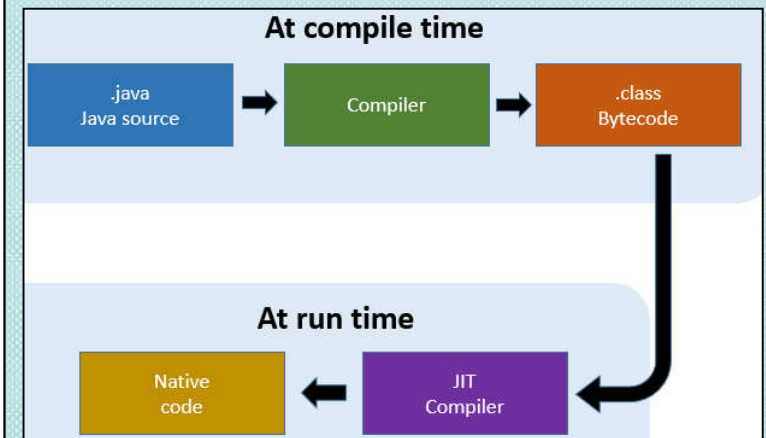 At compile time
.java
Java source
Compiler
.class
Bytecode
At run time
JIT
Compiler
Native
code